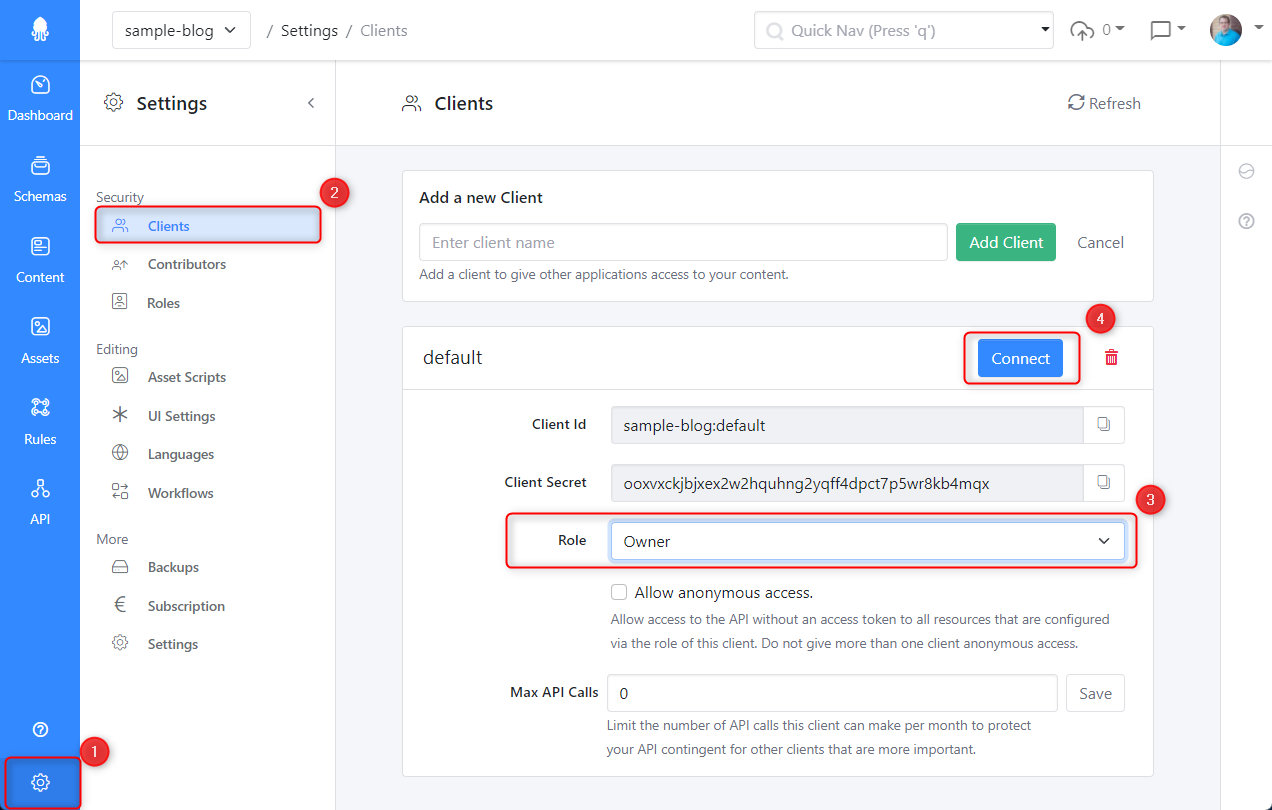 sample-blog
/ Settings / Clients
Quick Nav (Press 'q')
0
Dashboard
Schemas
Content
Assets
Rules
API
1
Settings
Security
2
Clients
Contributors
Roles
Editing
Asset Scripts
UI Settings
Languages
Workflows
More
Backups
€ Subscription
Settings
Clients
Refresh
Add a new Client
Enter client name
Add Client
Cancel
Add a client to give other applications access to your content.
4
default
Connect
Client Id
sample-blog:default
Client Secret
ooxvxckjbjxex2w2hquhng2yqff4dpct7p5wr8kb4mqx
3
Role
Owner
Allow anonymous access.
Allow access to the API without an access token to all resources that are configured
via the role of this client. Do not give more than one client anonymous access.
Max API Calls
0
Save
Limit the number of API calls this client can make per month to protect
your API contingent for other clients that are more important.